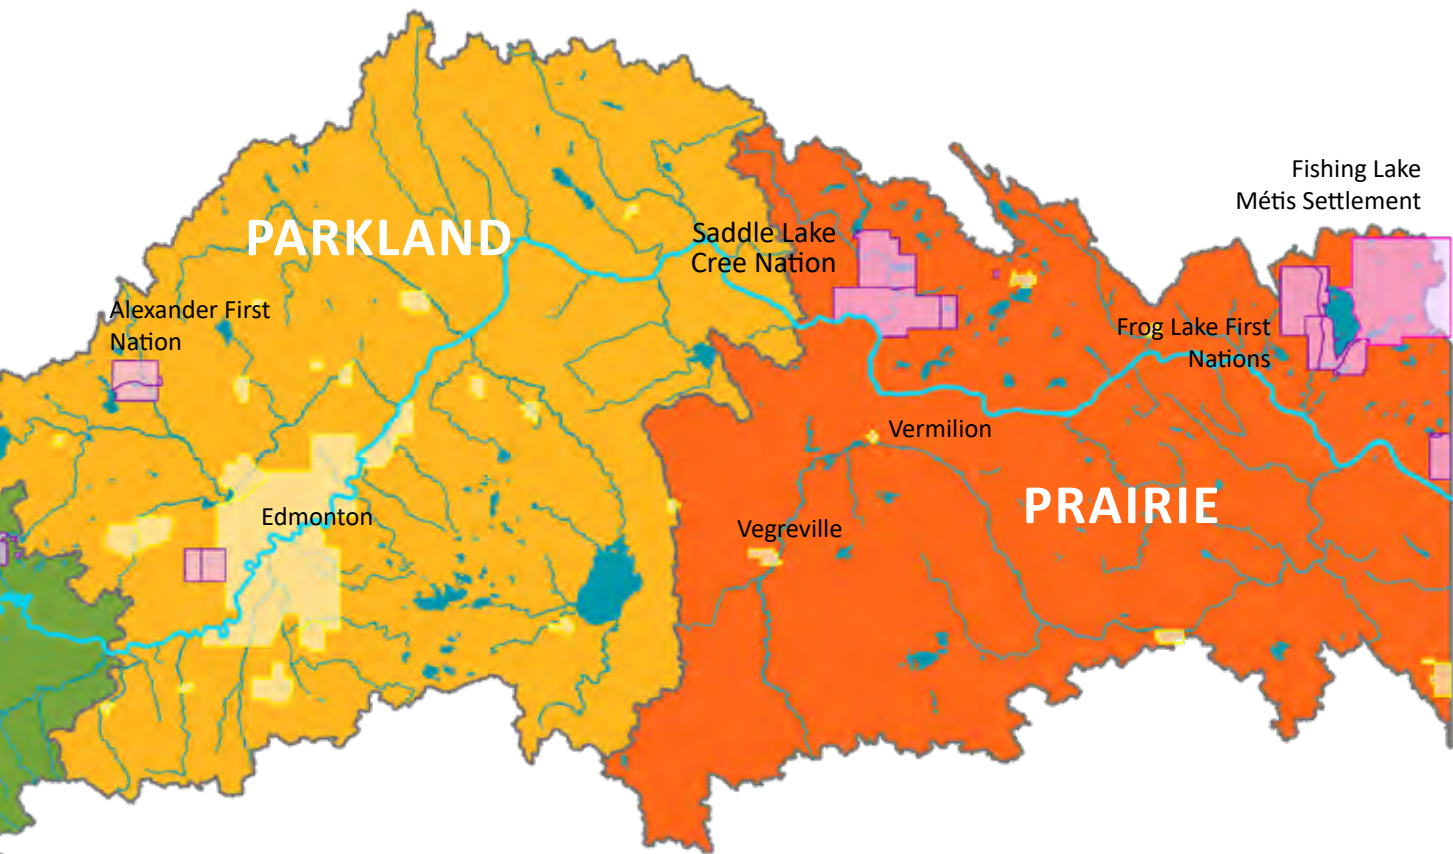 Fishing Lake
Métis Settlement
PARKLAND
Saddle Lake
Cree Nation
Alexander First
Nation
Frog Lake First
Nations
Vermilion
PRAIRIE
Edmonton
Vegreville